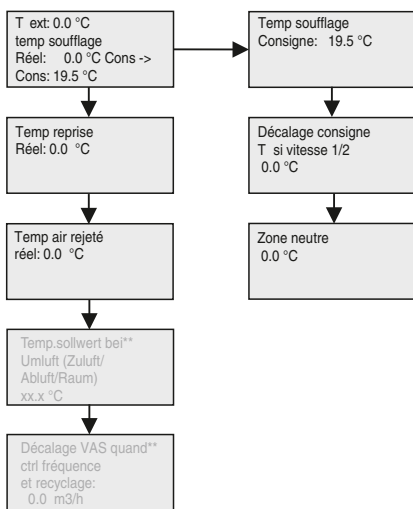 T ext: 0.0 °C
temp soufflage
Réel: 0.0 °C Cons ->
Cons: 19.5 °C
Temp soufflage
Consigne: 19.5 °C
Temp reprise
Réel: 0.0 °C
Décalage consigne
T si vitesse 1/2
0.0 °C
Temp air rejeté
réel: 0.0 °C
Zone neutre
0.0 °C
Temp.sollwert bei**
Umluft (Zuluft/
Abluft/Raum)
xx.x °C
Décalage VAS quand**
ctrl fréquence
et recyclage:
0.0 m3/h